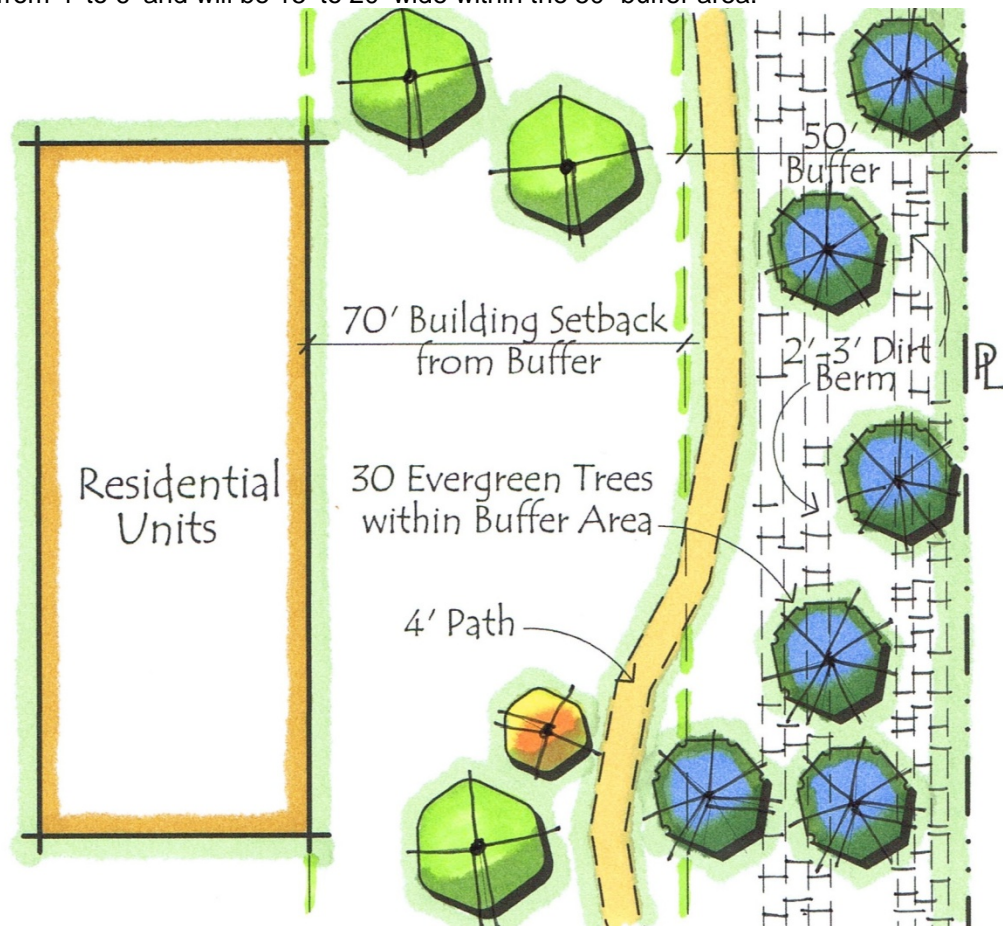 50'
Buffer
70' Building Setback
from Buffer
2'-3' Dirt
Berm
PL
Residential
Units
30 Evergreen Trees
within Buffer Area
4' Path